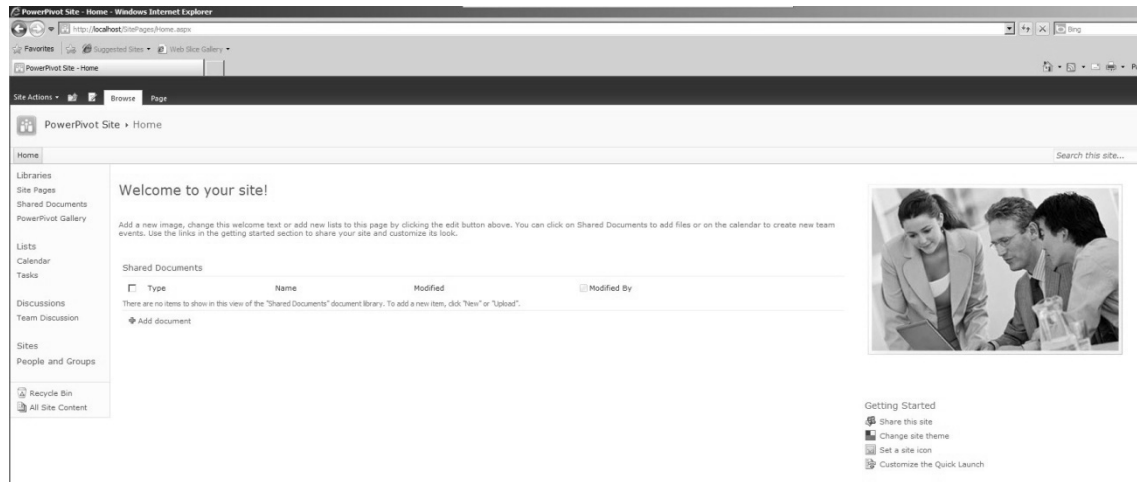 PowerPivot Site - Home - Windows Internet Explorer
http://localhost/SitePages/Home.aspx
Bing
Favorites Suggested Sites Web Slice Gallery
PowerPivot Site - Home
Site Actions Browse Page
PowerPivot Site Home
Home
Search this site...
Libraries
Site Pages
Shared Documents
PowerPivot Gallery
Lists
Calendar
Tasks
Discussions
Team Discussion
Sites
People and Groups
Recycle Bin
All Site Content
Welcome to your site!
Add a new image, change this welcome text or add new lists to this page by clicking the edit button above. You can click on Shared Documents to add files or on the calendar to create new team
events. Use the links in the getting started section to share your site and customize its look.
Shared Documents
Type Name Modified Modified By
There are no items to show in this view of the "Shared Documents" document library. To add a new item, click "New" or "Upload".
Add document
Getting Started
Share this site
Change site theme
Set a site icon
Customize the Quick Launch